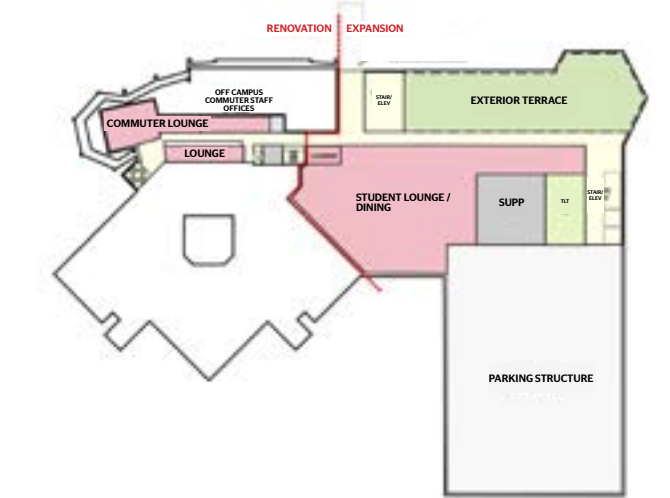 RENOVATION EXPANSION
OFF CAMPUS
COMMUTER STAFF
OFFICES
STAIR/
ELEV
EXTERIOR TERRACE
COMMUTER LOUNGE
LOUNGE
STUDENT LOUNGE /
DINING
SUPP
TLT
STAIR/
ELEV
PARKING STRUCTURE